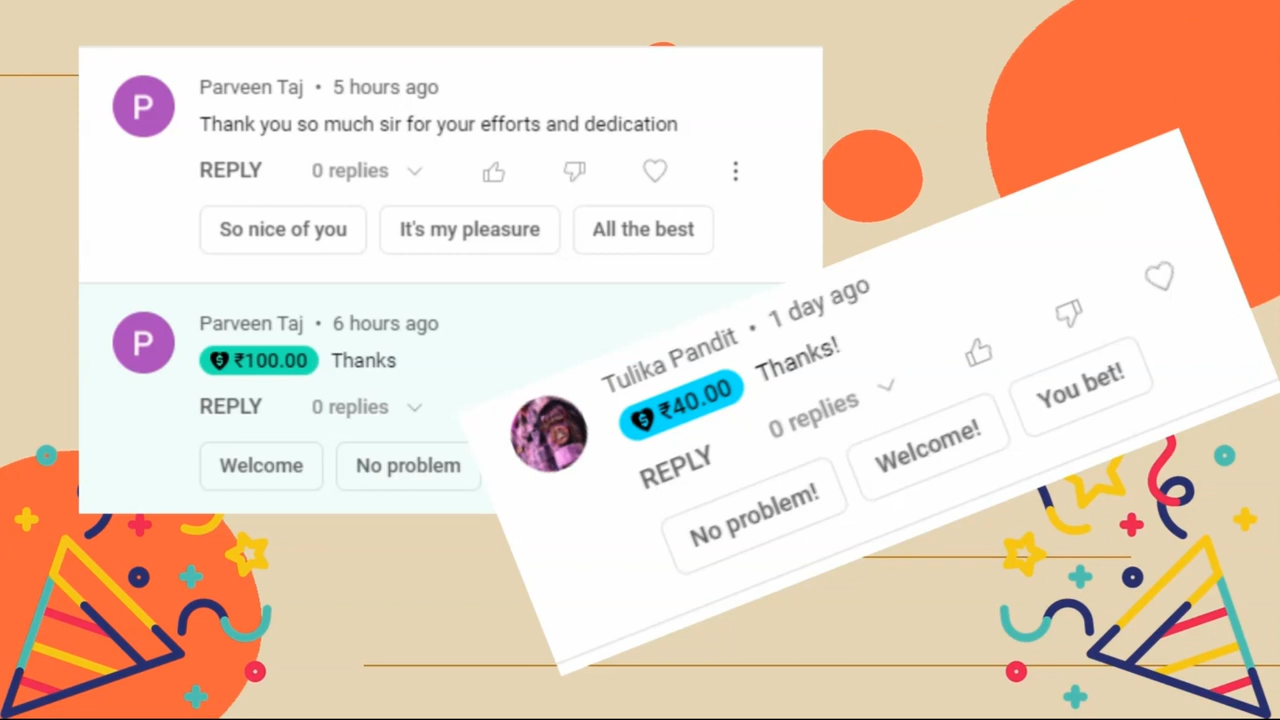 P
Parveen Taj • 5 hours ago
Thank you so much sir for your efforts and dedication
REPLY 0 replies
So nice of you It's my pleasure All the best
P
Parveen Taj • 6 hours ago
₹100.00 Thanks
REPLY 0 replies
Welcome No problem
Tulika Pandit • 1 day ago
₹40.00 Thanks!
REPLY 0 replies
No problem! Welcome! You bet!